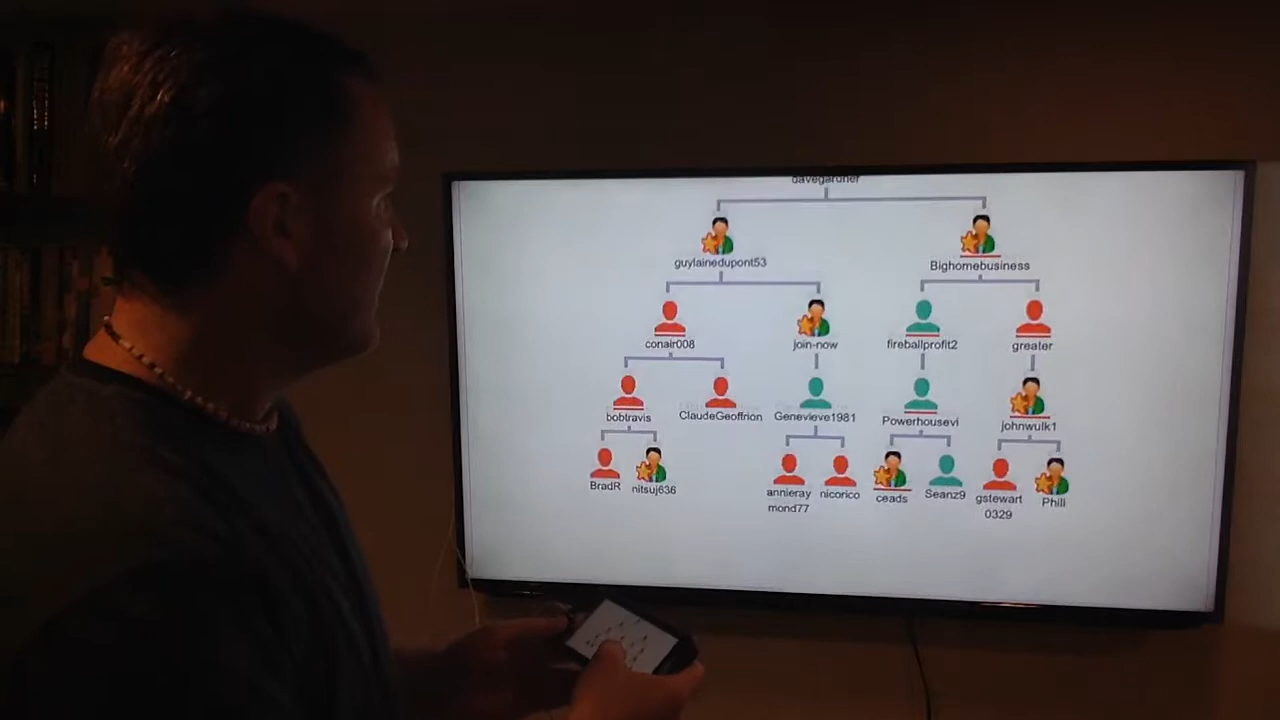 davegardner
guylainedupont53
Bighomebusiness
conair008
join-now
fireballprofit2
greater
bobtravis
ClaudeGeoffrion
Genevieve1981
Powerhousevi
johnwulk1
BradR
nitsuj636
annieray
mond77
nicorico
ceads
Seanz9
gstewart
0329
Phill